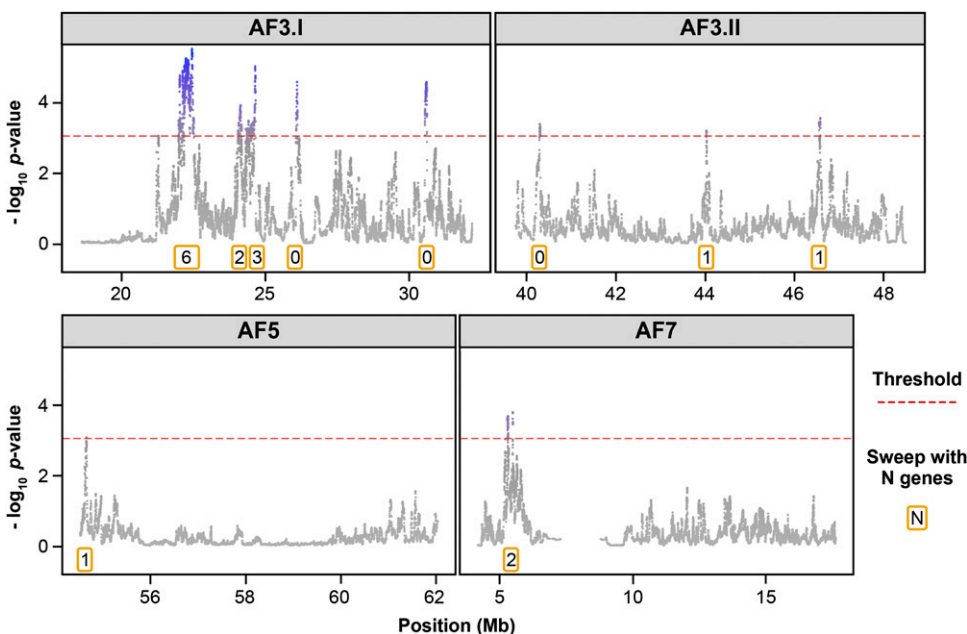 AF3.I
AF3.II
- log10 p-value
4
2
0
6
2
3
0
0
0
1
1
20
25
30
40
42
44
46
48
AF5
AF7
- log10 p-value
4
2
0
1
2
56
58
60
62
5
10
15
Position (Mb)
Threshold
Sweep with
N genes
N